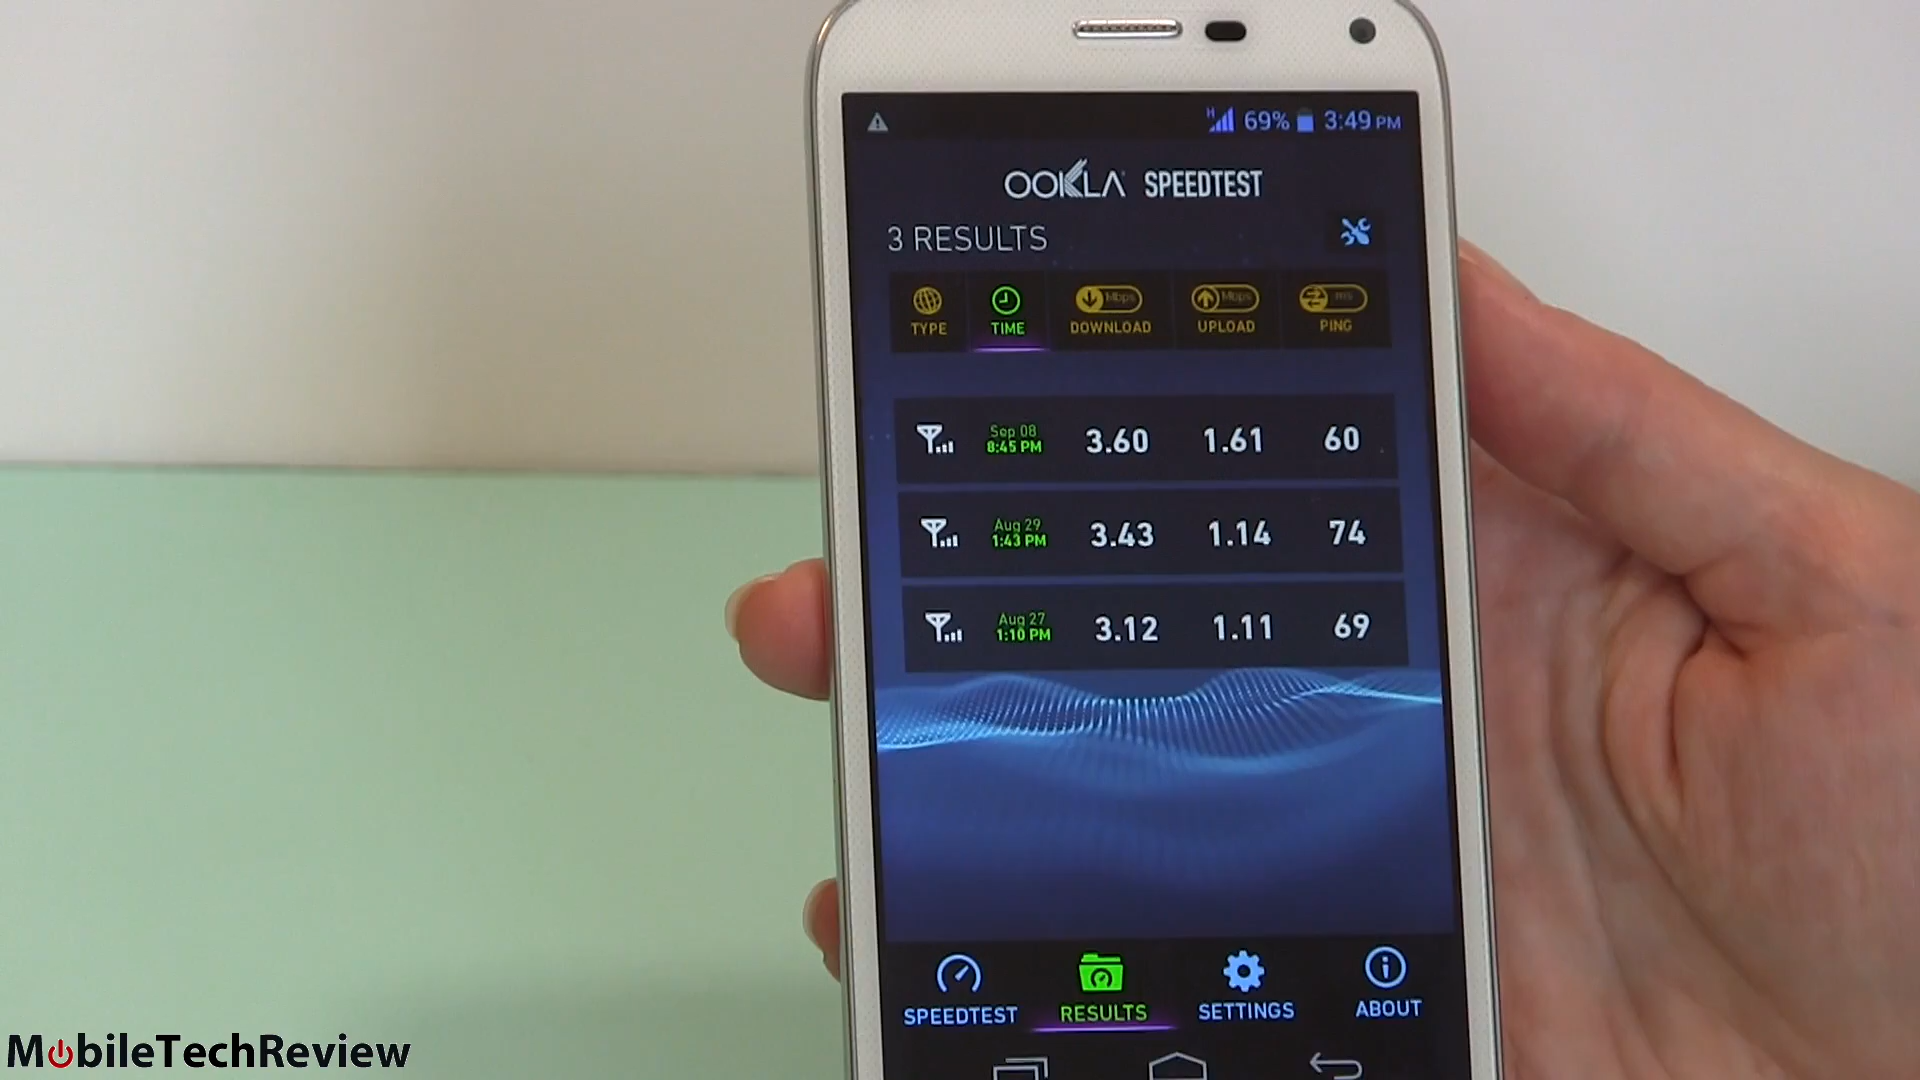 H 69% 3:49 PM
OOKLA SPEEDTEST
3 RESULTS
Mbps Mbps ms
TYPE TIME DOWNLOAD UPLOAD PING
Sep 08
8:45 PM 3.60 1.61 60
Aug 29
1:43 PM 3.43 1.14 74
Aug 27
1:10 PM 3.12 1.11 69
SPEEDTEST RESULTS SETTINGS ABOUT
MobileTechReview